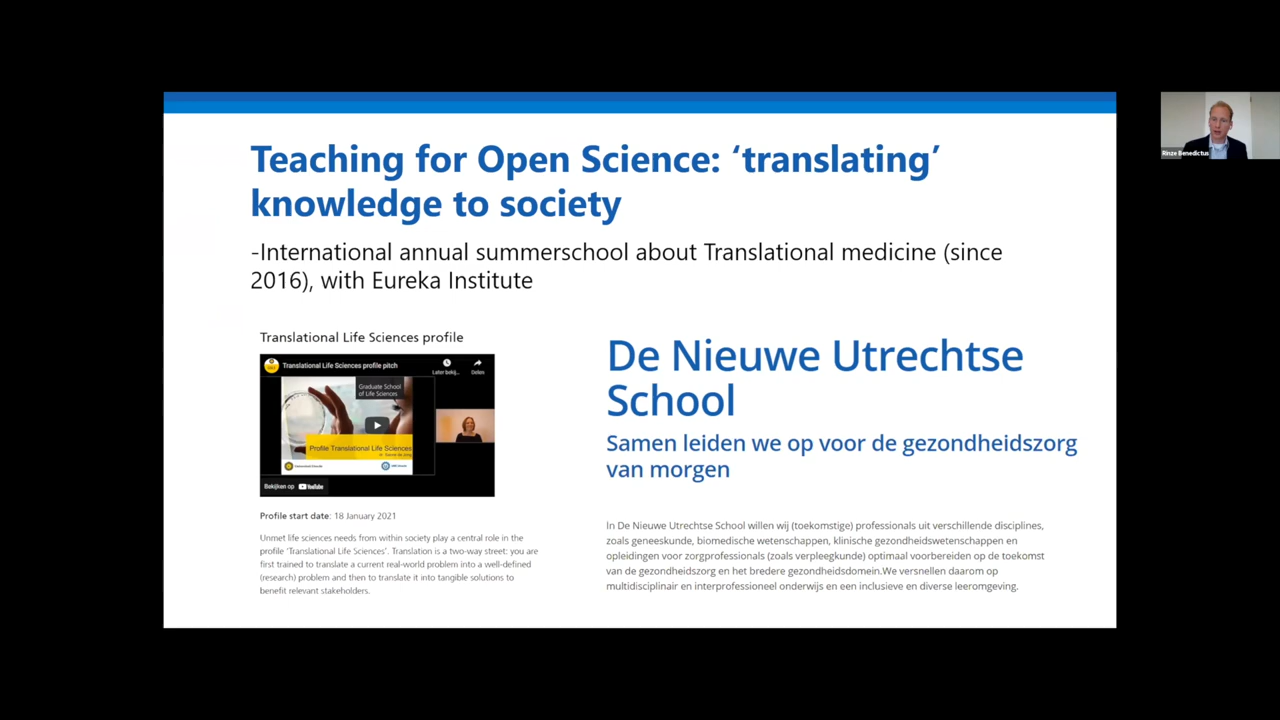 Teaching for Open Science: ‘translating’
knowledge to society
-International annual summerschool about Translational medicine (since
2016), with Eureka Institute
Translational Life Sciences profile
Translational Life Sciences profile pitch
Later bekij...
Delen
Graduate School
of Life Sciences
Profile Translational Life Sciences
Bekijken op YouTube
Profile start date: 18 January 2021
Unmet life sciences needs from within society play a central role in the
profile ‘Translational Life Sciences’. Translation is a two-way street: you are
first trained to translate a current real-world problem into a well-defined
(research) problem and then to translate it into tangible solutions to
benefit relevant stakeholders.
De Nieuwe Utrechtse
School
Samen leiden we op voor de gezondheidszorg
van morgen
In De Nieuwe Utrechtse School willen wij (toekomstige) professionals uit verschillende disciplines,
zoals geneeskunde, biomedische wetenschappen, klinische gezondheidswetenschappen en
opleidingen voor zorgprofessionals (zoals verpleegkunde) optimaal voorbereiden op de toekomst
van de gezondheidszorg en het bredere gezondheidsdomein.We versnellen daarom op
multidisciplinair en interprofessioneel onderwijs en een inclusieve en diverse leeromgeving.
Rinze Benedictus